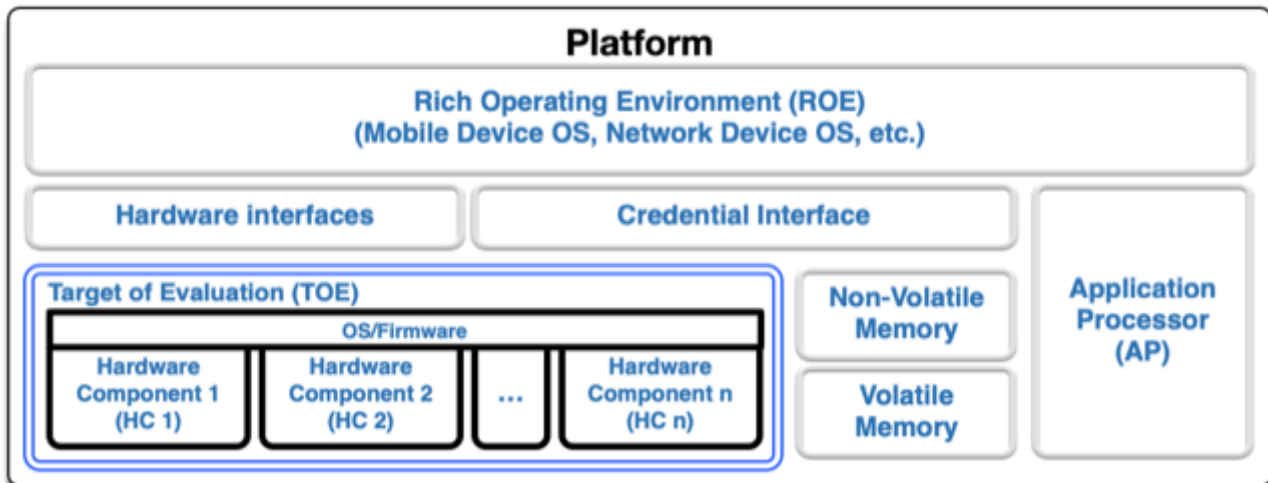 Platform
Rich Operating Environment (ROE)
(Mobile Device OS, Network Device OS, etc.)
Hardware interfaces
Credential Interface
Target of Evaluation (TOE)
OS/Firmware
Hardware
Component 1
(HC 1)
Hardware
Component 2
(HC 2)
...
Hardware
Component n
(HC n)
Non-Volatile
Memory
Volatile
Memory
Application
Processor
(AP)